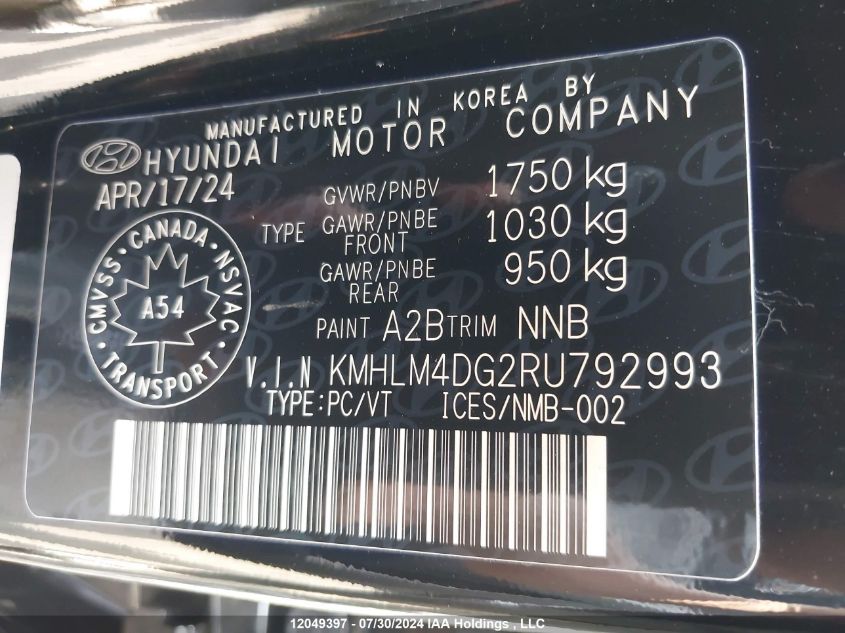 MANUFACTURED IN KOREA BY
HYUNDAI MOTOR COMPANY
APR/17/24
GVWR/PNBV 1750 kg
TYPE GAWR/PNBE FRONT 1030 kg
GAWR/PNBE REAR 950 kg
CMVSS · CANADA · NSVAC · TRANSPORT ·
A54
PAINT A2B TRIM NNB
V.I.N KMHLM4DG2RU792993
TYPE:PC/VT ICES/NMB-002
12049397 - 07/30/2024 IAA Holdings , LLC